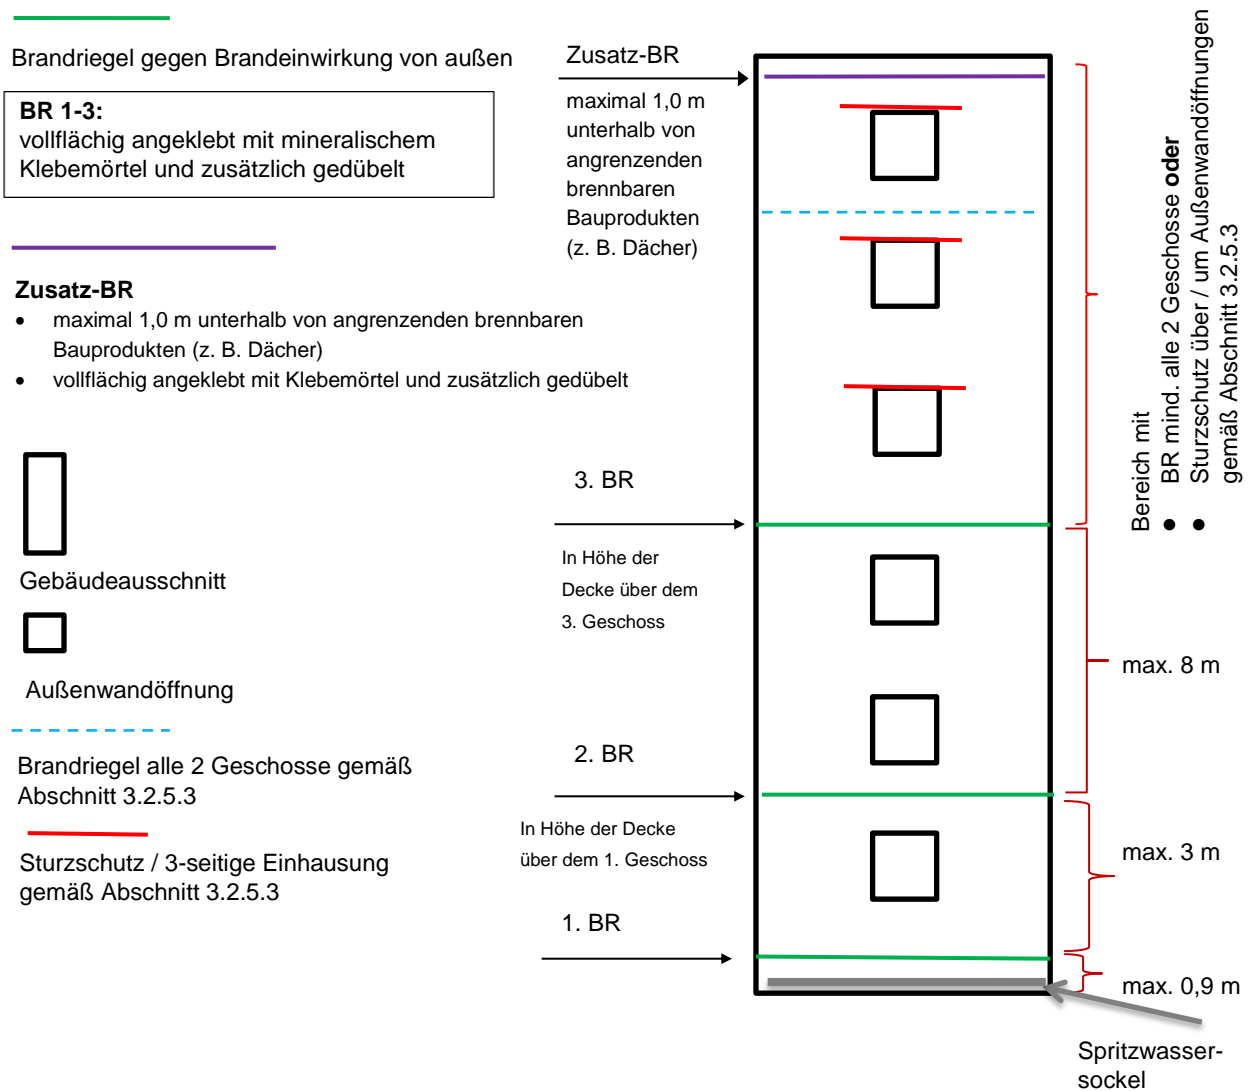 Brandriegel gegen Brandeinwirkung von außen
BR 1-3:
vollflächig angeklebt mit mineralischem
Klebemörtel und zusätzlich gedübelt
Zusatz-BR
• maximal 1,0 m unterhalb von angrenzenden brennbaren
Bauprodukten (z. B. Dächer)
• vollflächig angeklebt mit Klebemörtel und zusätzlich gedübelt
Gebäudeausschnitt
Außenwandöffnung
Brandriegel alle 2 Geschosse gemäß
Abschnitt 3.2.5.3
Sturzschutz / 3-seitige Einhausung
gemäß Abschnitt 3.2.5.3
Zusatz-BR
maximal 1,0 m
unterhalb von
angrenzenden
brennbaren
Bauprodukten
(z. B. Dächer)
3. BR
In Höhe der
Decke über dem
3. Geschoss
2. BR
In Höhe der Decke
über dem 1. Geschoss
1. BR
Bereich mit
• BR mind. alle 2 Geschosse oder
• Sturzschutz über / um Außenwandöffnungen
gemäß Abschnitt 3.2.5.3
max. 8 m
max. 3 m
max. 0,9 m
Spritzwasser-
sockel